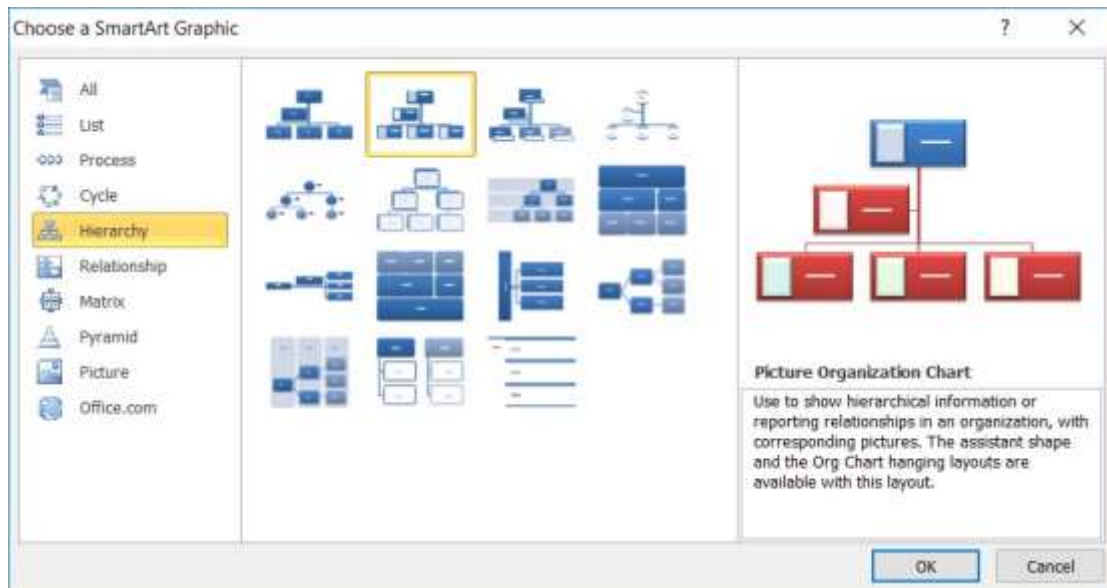 Choose a SmartArt Graphic
?
All
List
Process
Cycle
Hierarchy
Relationship
Matrix
Pyramid
Picture
Office.com
Picture Organization Chart
Use to show hierarchical information or
reporting relationships in an organization, with
corresponding pictures. The assistant shape
and the Org Chart hanging layouts are
available with this layout.
OK
Cancel